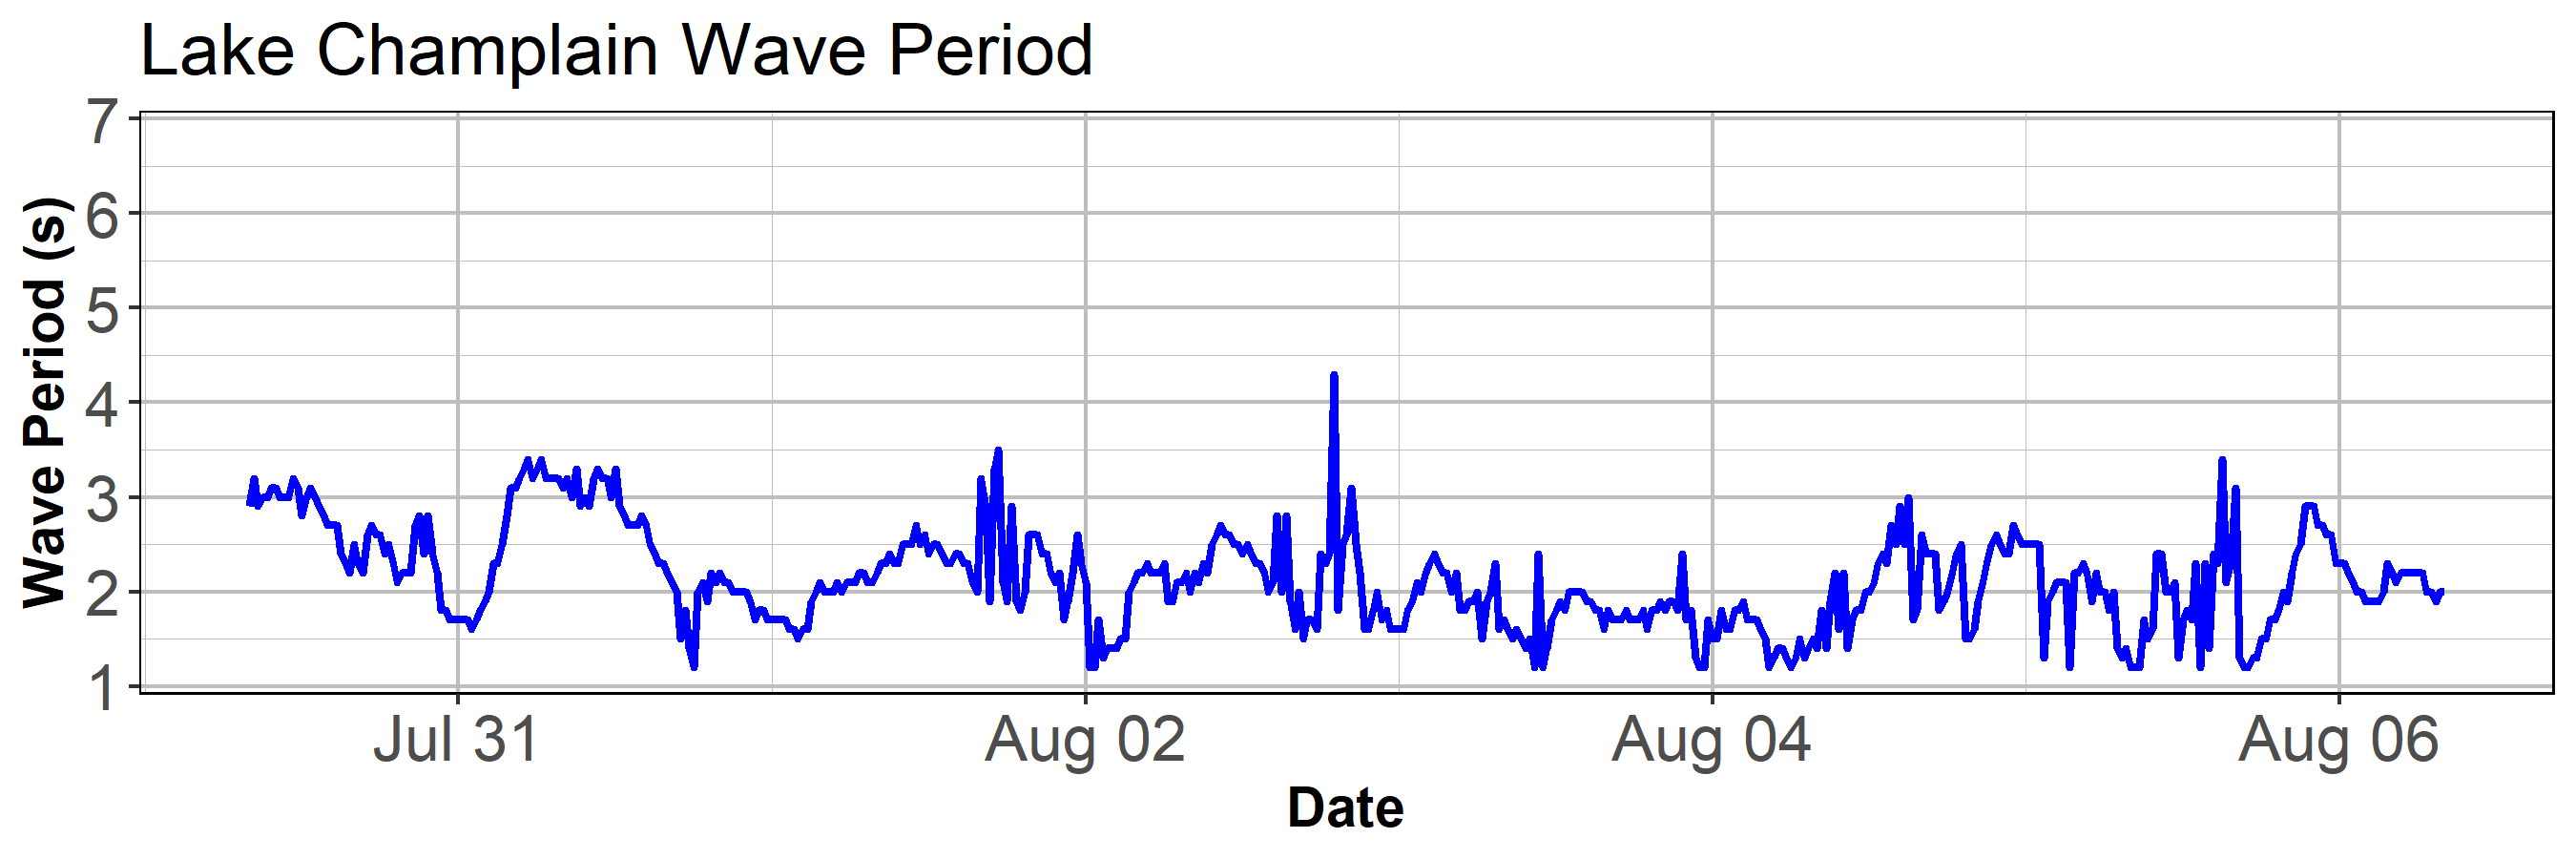 Lake Champlain Wave Period
Wave Period (s)
7
6
5
4
3
2
1
Jul 31
Aug 02
Aug 04
Aug 06
Date